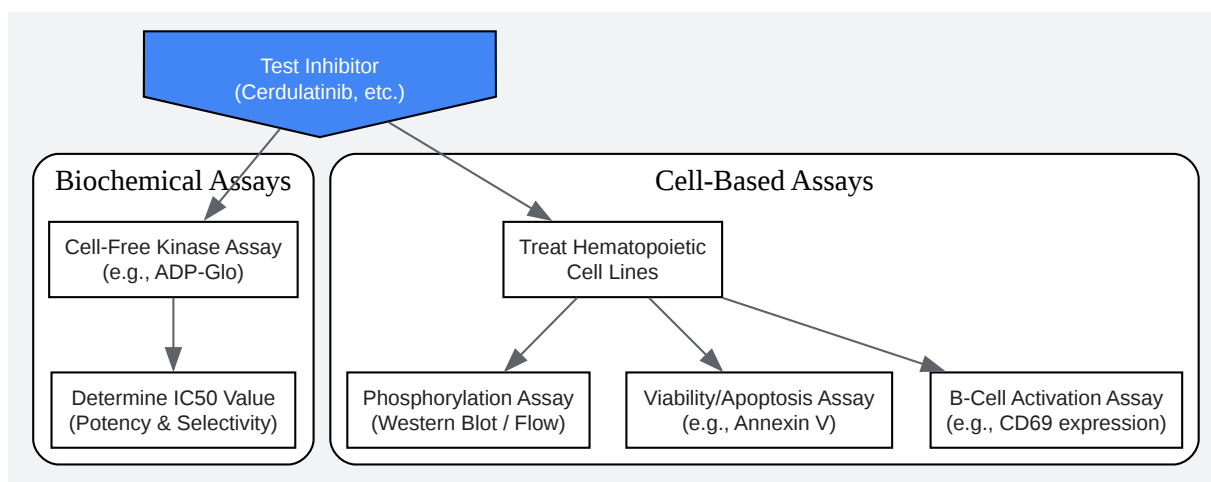 Test Inhibitor
(Cerdulatinib, etc.)
Biochemical Assays
Cell-Free Kinase Assay
(e.g., ADP-Glo)
Determine IC50 Value
(Potency & Selectivity)
Cell-Based Assays
Treat Hematopoietic
Cell Lines
Phosphorylation Assay
(Western Blot / Flow)
Viability/Apoptosis Assay
(e.g., Annexin V)
B-Cell Activation Assay
(e.g., CD69 expression)